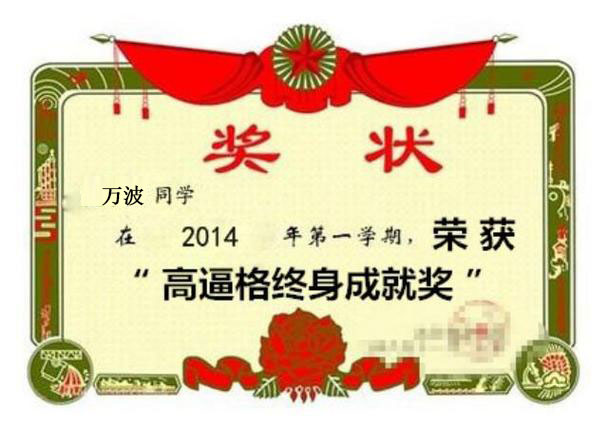 奖 状
万波 同学
在 2014 年第一学期，荣 获
“ 高逼格终身成就奖 ”